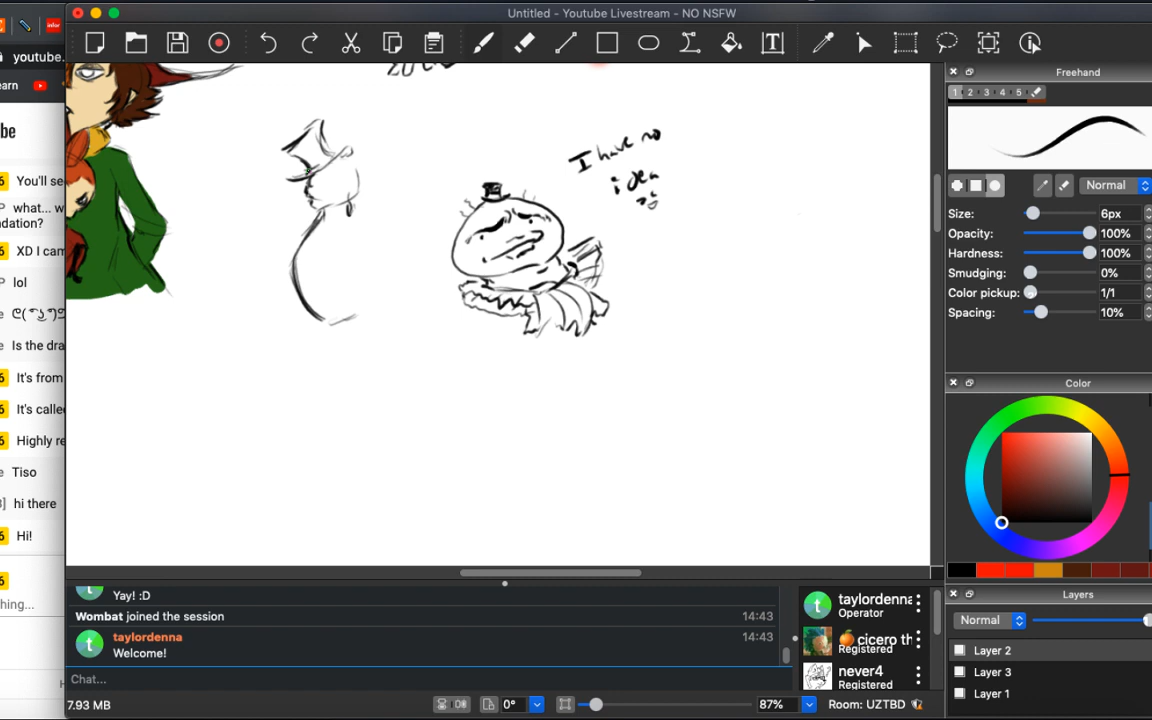 Untitled - Youtube Livestream - NO NSFW
youtube.
earn
be
You'll se
what... w
ndation?
XD I cam
lol
Is the dra
It's from
It's called
Highly re
Tiso
hi there
Hi!
hing...
I have no
idea
Freehand
1 2 3 4 5
Normal
Size: 6px
Opacity: 100%
Hardness: 100%
Smudging: 0%
Color pickup: 1/1
Spacing: 10%
Color
Layers
Normal
Layer 2
Layer 3
Layer 1
Yay! :D
Wombat joined the session 14:43
taylordenna 14:43
Welcome!
Chat...
taylordenna
Operator
cicero th
Registered
never4
Registered
7.93 MB
0°
87%
Room: UZTBD